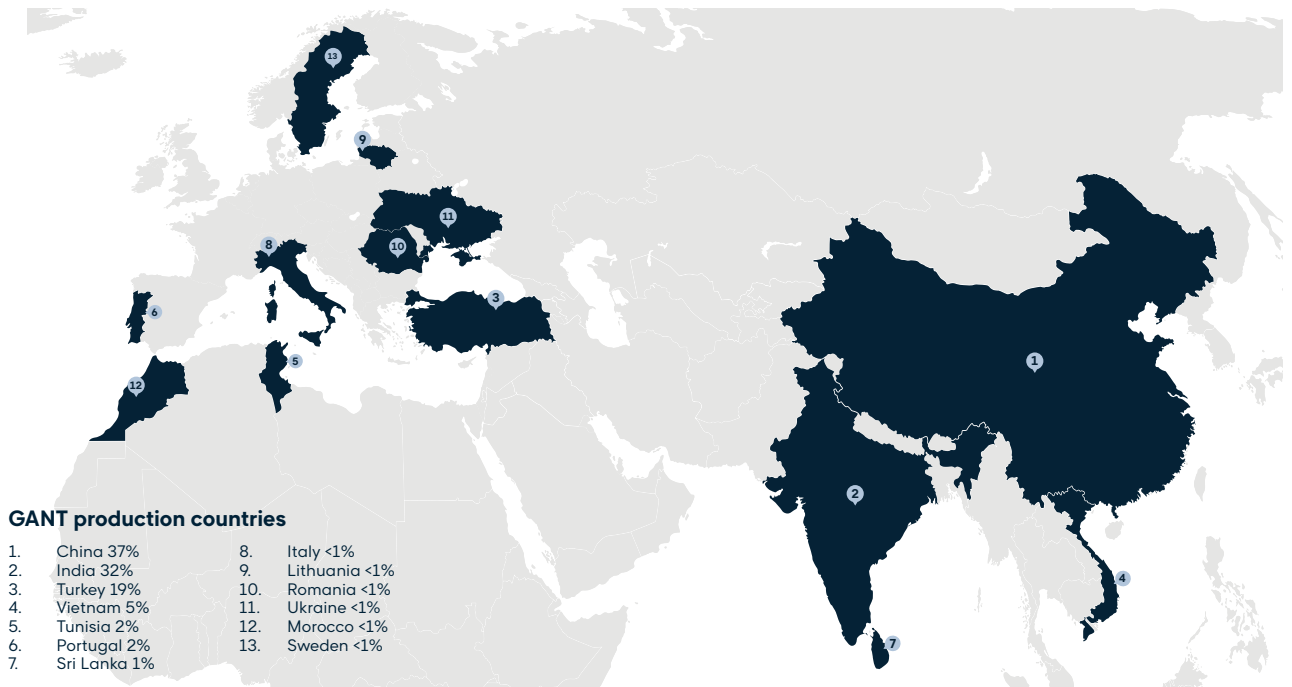 13
9
11
8
10
3
6
5
1
12
2
4
7
GANT production countries
1. China 37%
2. India 32%
3. Turkey 19%
4. Vietnam 5%
5. Tunisia 2%
6. Portugal 2%
7. Sri Lanka 1%
8. Italy <1%
9. Lithuania <1%
10. Romania <1%
11. Ukraine <1%
12. Morocco <1%
13. Sweden <1%